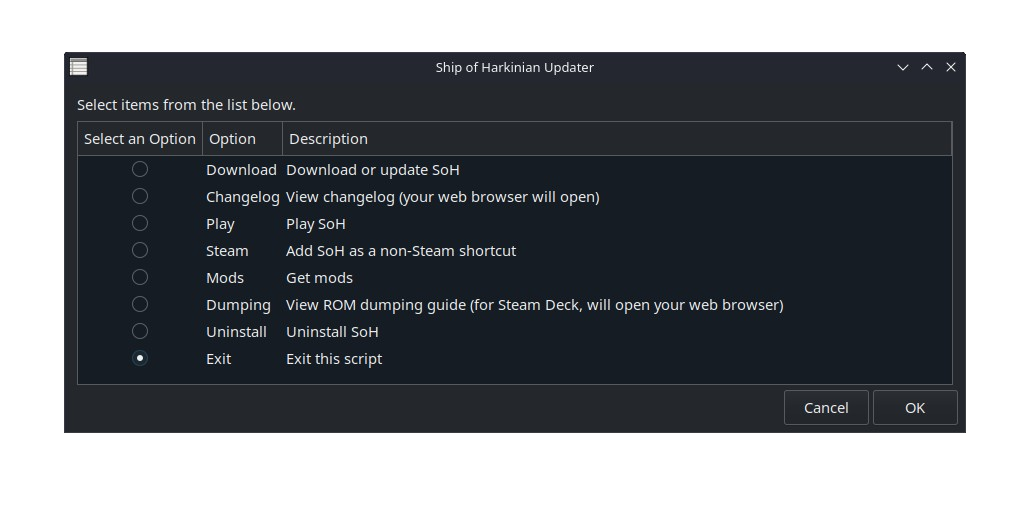 Ship of Harkinian Updater
Select items from the list below.
Select an Option Option Description
Download Download or update SoH
Changelog View changelog (your web browser will open)
Play Play SoH
Steam Add SoH as a non-Steam shortcut
Mods Get mods
Dumping View ROM dumping guide (for Steam Deck, will open your web browser)
Uninstall Uninstall SoH
Exit Exit this script
Cancel OK